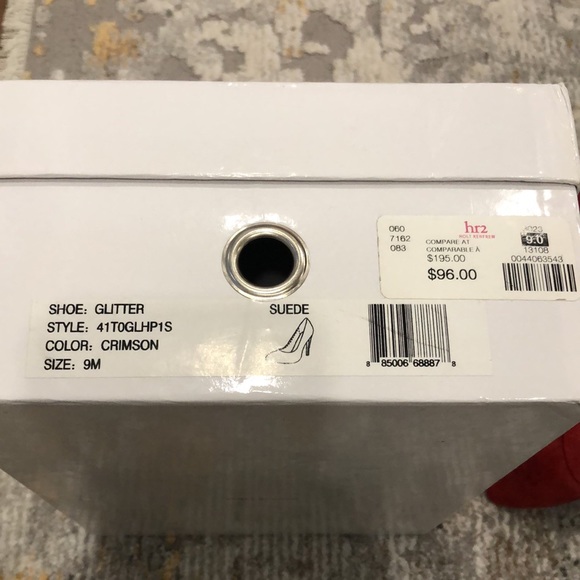 SHOE: GLITTER
STYLE: 41T0GLHP1S
COLOR: CRIMSON
SIZE: 9M
SUEDE
8 85006 68887 8
060
7162
083
hr2
HOLT RENFREW
COMPARE AT
COMPARABLE À
$195.00
$96.00
9.0
13108
0044063543